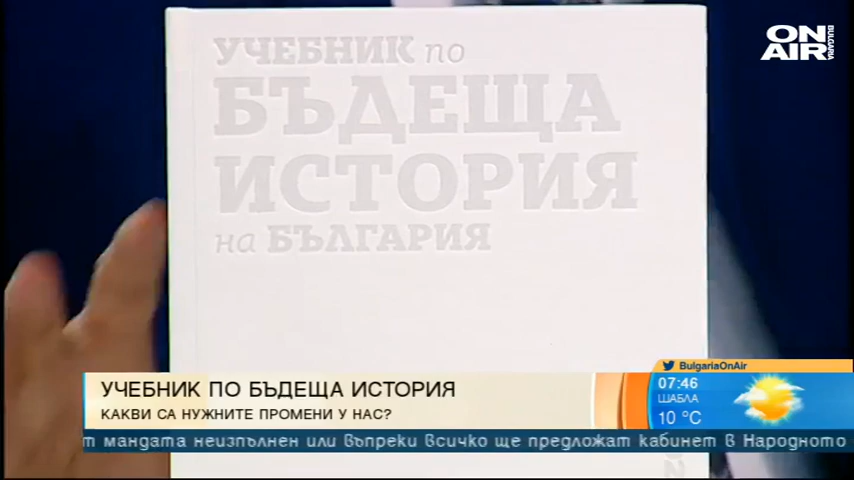 УЧЕБНИК по
БЪДЕЩА
ИСТОРИЯ
на БЪЛГАРИЯ
ON
AIR
BULGARIA
BulgariaOnAir
УЧЕБНИК ПО БЪДЕЩА ИСТОРИЯ
КАКВИ СА НУЖНИТЕ ПРОМЕНИ У НАС?
07:46
ШАБЛА
10 °C
т мандата неизпълнен или въпреки всичко ще предложат кабинет в Народното